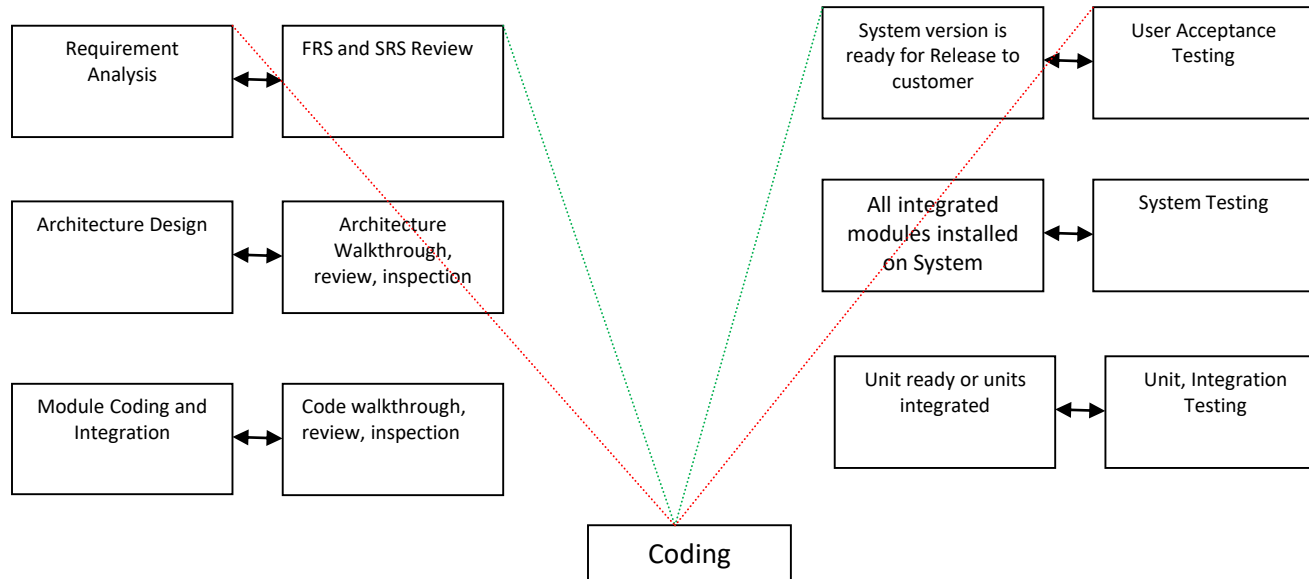 Requirement
Analysis
FRS and SRS Review
System version is
ready for Release to
customer
User Acceptance
Testing
Architecture Design
Architecture
Walkthrough,
review, inspection
All integrated
modules installed
on System
System Testing
Module Coding and
Integration
Code walkthrough,
review, inspection
Unit ready or units
integrated
Unit, Integration
Testing
Coding